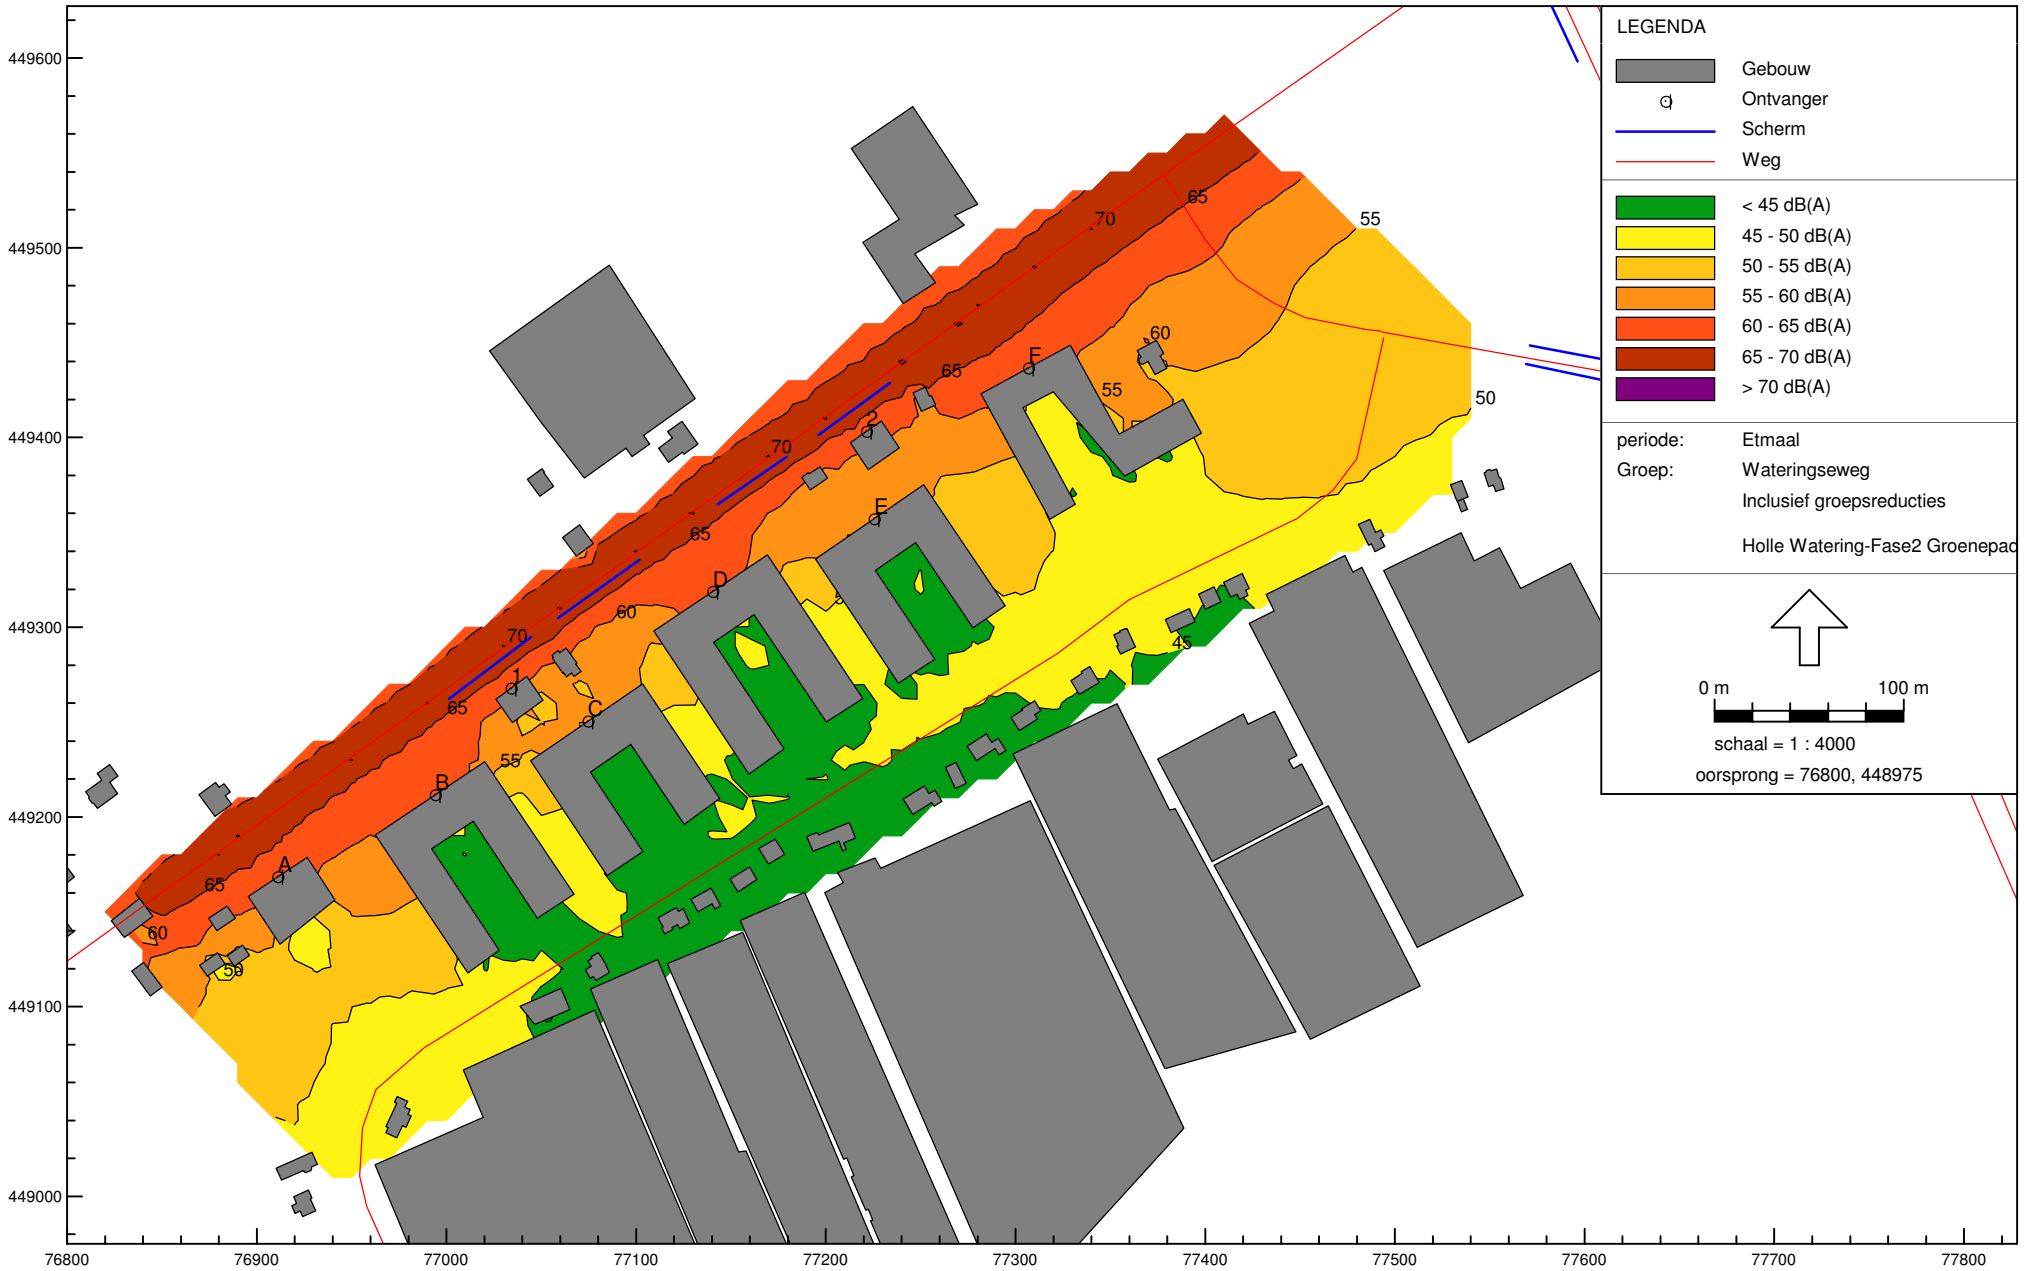 LEGENDA
Gebouw
Ontvanger
Scherm
Weg
< 45 dB(A)
45 - 50 dB(A)
50 - 55 dB(A)
55 - 60 dB(A)
60 - 65 dB(A)
65 - 70 dB(A)
> 70 dB(A)
periode: Etmaal
Groep: Wateringseweg
Inclusief groepsreducties
Holle Watering-Fase2 Groenepad
0 m 100 m
schaal = 1 : 4000
oorsprong = 76800, 448975
449600
449500
449400
449300
449200
449100
449000
76800 76900 77000 77100 77200 77300 77400 77500 77600 77700 77800
65
70
55
60
F
65
55
50
2
70
E
65
D
60
70
45
1
65
C
55
B
A
65
60
50